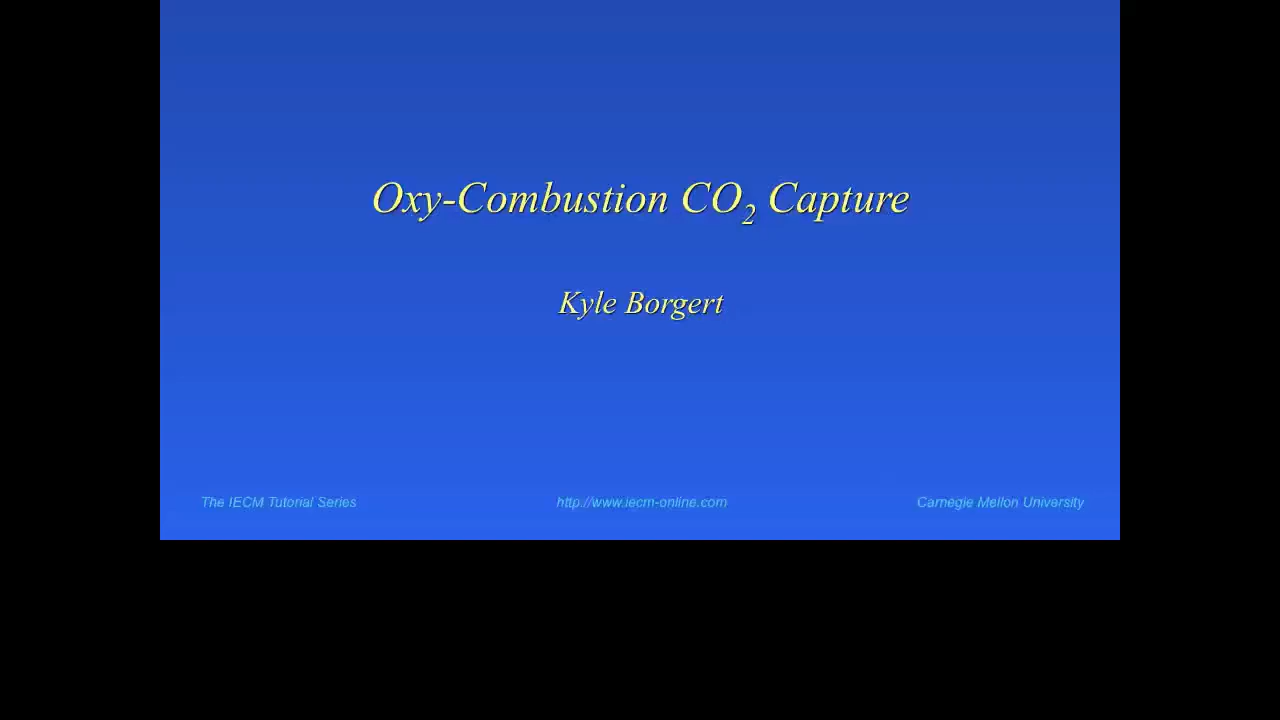 Oxy-Combustion CO₂ Capture
Kyle Borgert
The IECM Tutorial Series http://www.iecm-online.com Carnegie Mellon University